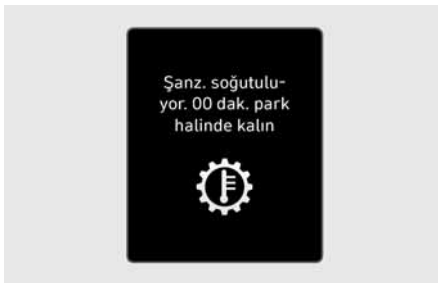 Şanz. soğutulu-
yor. 00 dak. park
halinde kalın